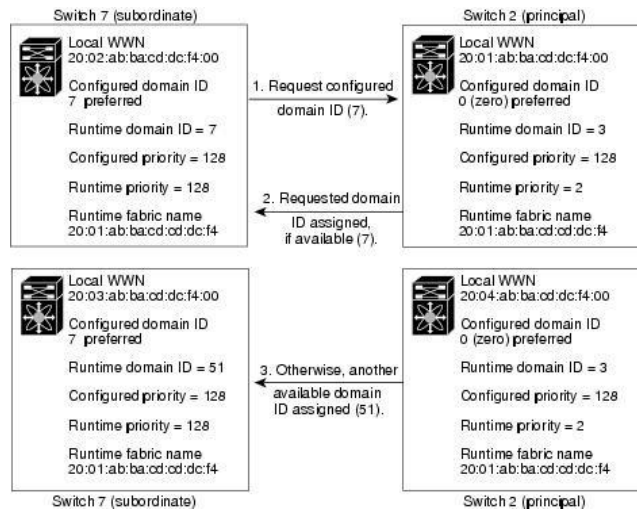 Switch 7 (subordinate)
Local WWN
20:02:ab:ba:cd:dc:f4:00
Configured domain ID
7 preferred
Runtime domain ID = 7
Configured priority = 128
Runtime priority = 128
Runtime fabric name
20:01:ab:ba:cd:cd:dc:f4
1. Request configured
domain ID (7).
2. Requested domain
ID assigned,
if available (7).
Switch 2 (principal)
Local WWN
20:01:ab:ba:cd:dc:f4:00
Configured domain ID
0 (zero) preferred
Runtime domain ID = 3
Configured priority = 128
Runtime priority = 2
Runtime fabric name
20:01:ab:ba:cd:cd:dc:f4
Local WWN
20:03:ab:ba:cd:dc:f4:00
Configured domain ID
7 preferred
Runtime domain ID = 51
Configured priority = 128
Runtime priority = 128
Runtime fabric name
20:01:ab:ba:cd:cd:dc:f4
Switch 7 (subordinate)
3. Otherwise, another
available domain
ID assigned (51).
Local WWN
20:04:ab:ba:cd:dc:f4:00
Configured domain ID
0 (zero) preferred
Runtime domain ID = 3
Configured priority = 128
Runtime priority = 2
Runtime fabric name
20:01:ab:ba:cd:cd:dc:f4
Switch 2 (principal)